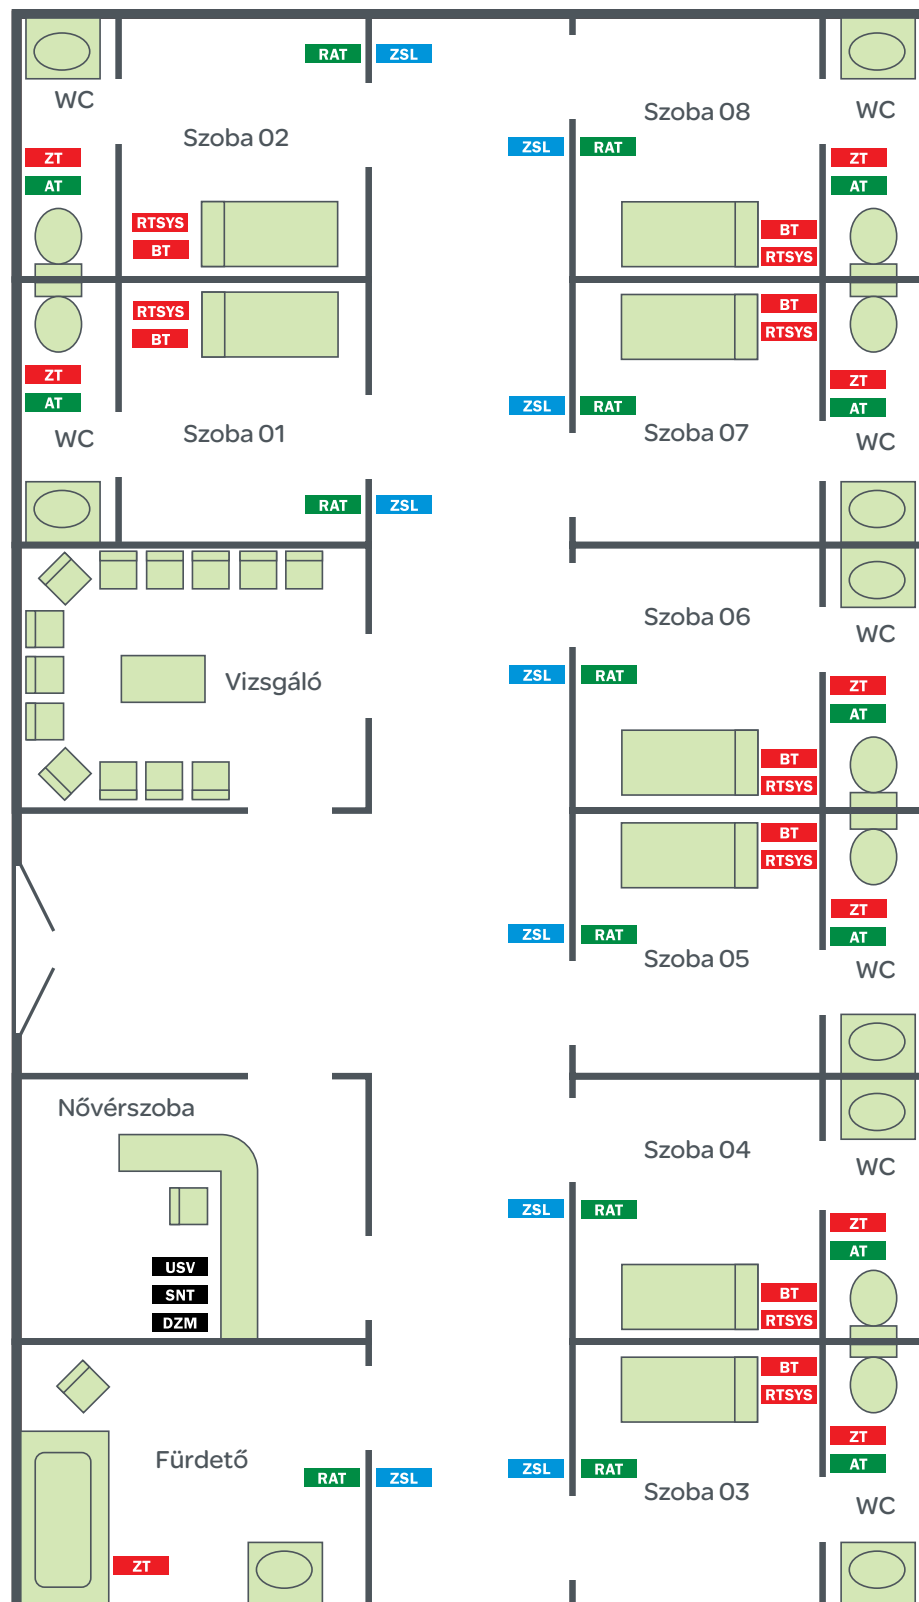 RAT
ZSL
WC
Szoba 02
Szoba 08
WC
ZSL
RAT
ZT
AT
ZT
AT
RTSYS
BT
BT
RTSYS
RTSYS
BT
BT
RTSYS
ZT
AT
ZT
AT
ZSL
RAT
WC
Szoba 01
Szoba 07
WC
RAT
ZSL
Szoba 06
WC
Vizsgáló
ZSL
RAT
ZT
AT
BT
RTSYS
BT
RTSYS
ZT
AT
ZSL
RAT
Szoba 05
WC
Nővérszoba
Szoba 04
WC
ZSL
RAT
ZT
AT
USV
SNT
DZM
BT
RTSYS
BT
RTSYS
ZT
AT
Fürdető
RAT
ZSL
ZSL
RAT
Szoba 03
WC
ZT